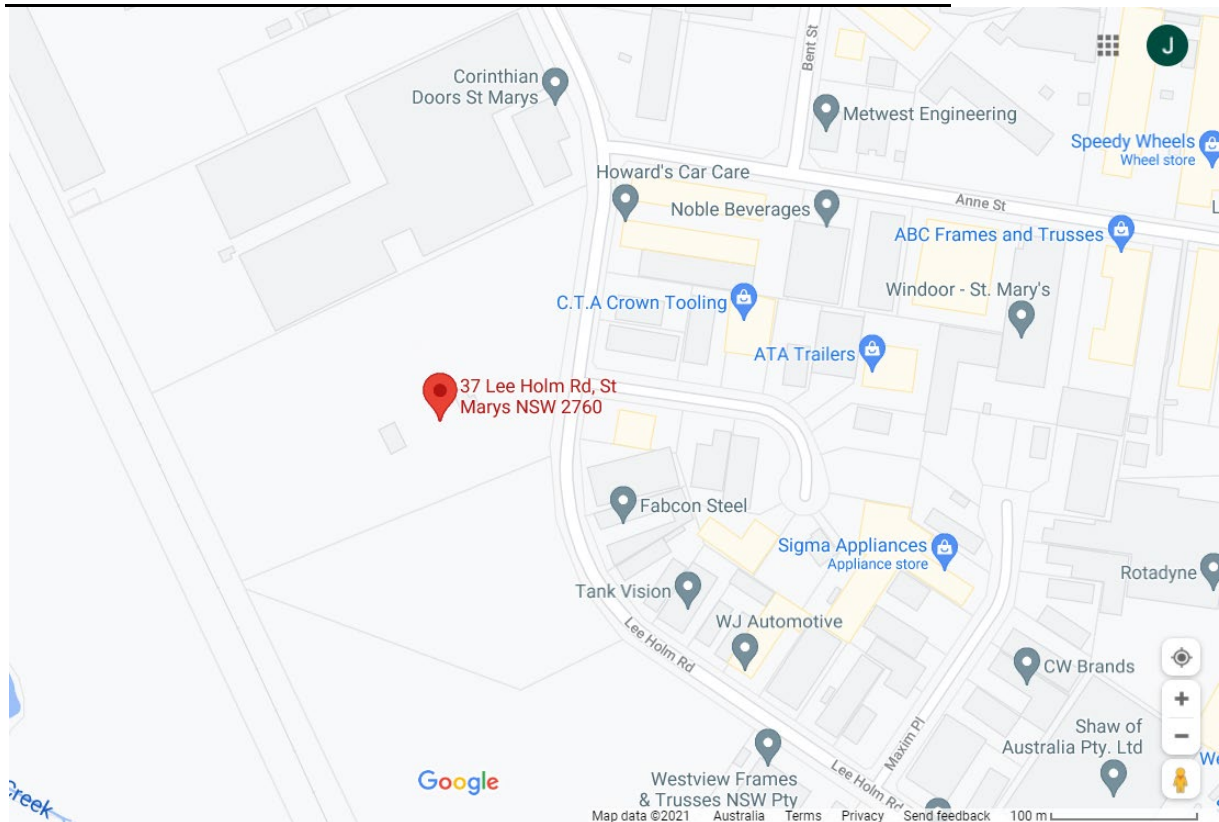 Bent St
J
Corinthian
Doors St Marys
Metwest Engineering
Speedy Wheels
Wheel store
Howard's Car Care
Noble Beverages
Anne St
ABC Frames and Trusses
Windoor - St. Mary's
C.T.A Crown Tooling
ATA Trailers
37 Lee Holm Rd, St
Marys NSW 2760
Fabcon Steel
Sigma Appliances
Appliance store
Rotadyne
Tank Vision
WJ Automotive
Lee Holm Rd
CW Brands
Maxim Pl
Shaw of
Australia Pty. Ltd
Google
Westview Frames
& Trusses NSW Pty
Lee Holm Rd
Creek
Map data ©2021 Australia Terms Privacy Send feedback 100 m